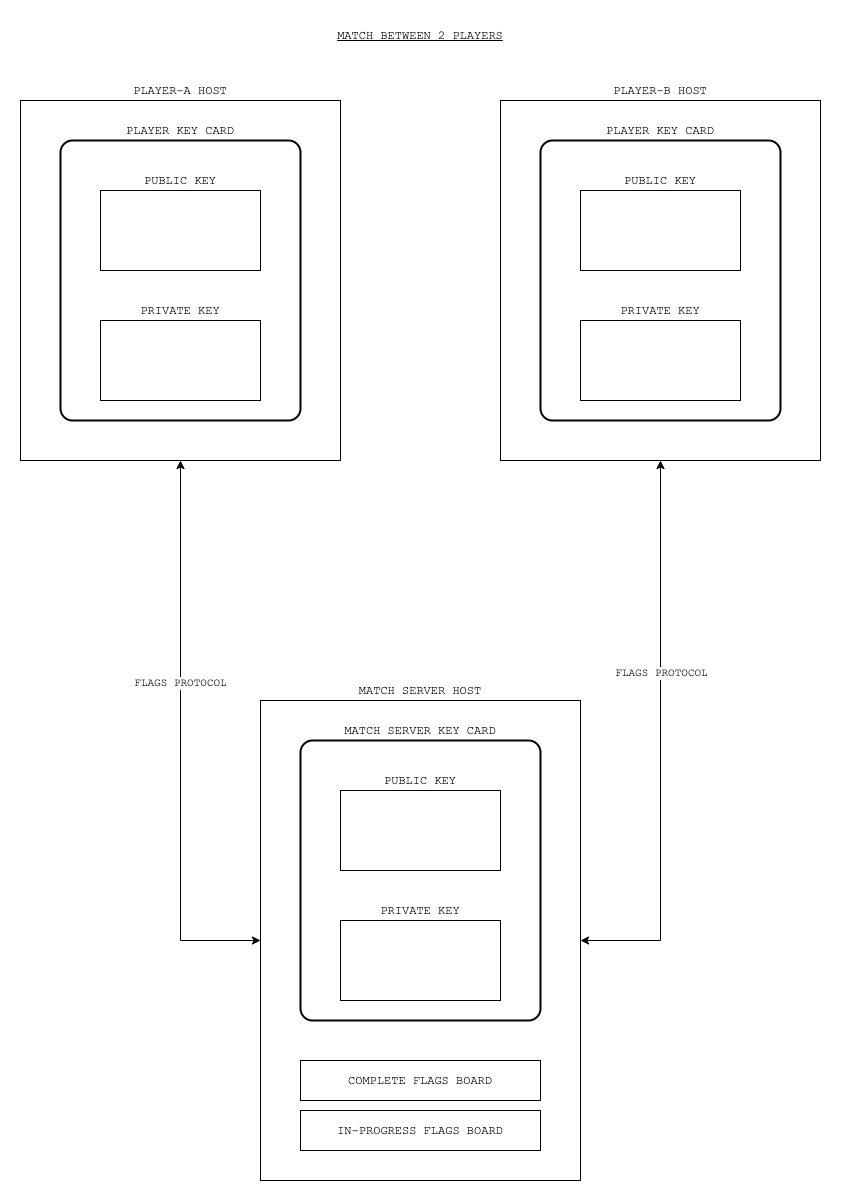 MATCH BETWEEN 2 PLAYERS
PLAYER-A HOST
PLAYER KEY CARD
PUBLIC KEY
PRIVATE KEY
PLAYER-B HOST
PLAYER KEY CARD
PUBLIC KEY
PRIVATE KEY
FLAGS PROTOCOL
FLAGS PROTOCOL
MATCH SERVER HOST
MATCH SERVER KEY CARD
PUBLIC KEY
PRIVATE KEY
COMPLETE FLAGS BOARD
IN-PROGRESS FLAGS BOARD